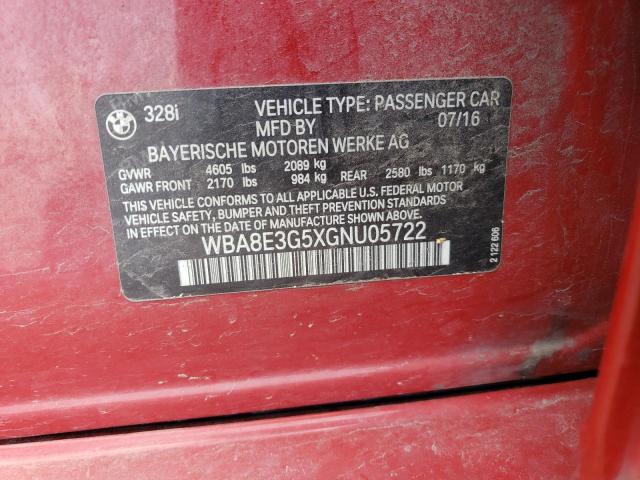 BMW
328i VEHICLE TYPE: PASSENGER CAR
MFD BY 07/16
BAYERISCHE MOTOREN WERKE AG
GVWR 4605 lbs 2089 kg
GAWR FRONT 2170 lbs 984 kg REAR 2580 lbs 1170 kg
THIS VEHICLE CONFORMS TO ALL APPLICABLE U.S. FEDERAL MOTOR
VEHICLE SAFETY, BUMPER AND THEFT PREVENTION STANDARDS
IN EFFECT ON THE DATE OF MANUFACTURE SHOWN ABOVE.
WBA8E3G5XGNU05722
2 122 606